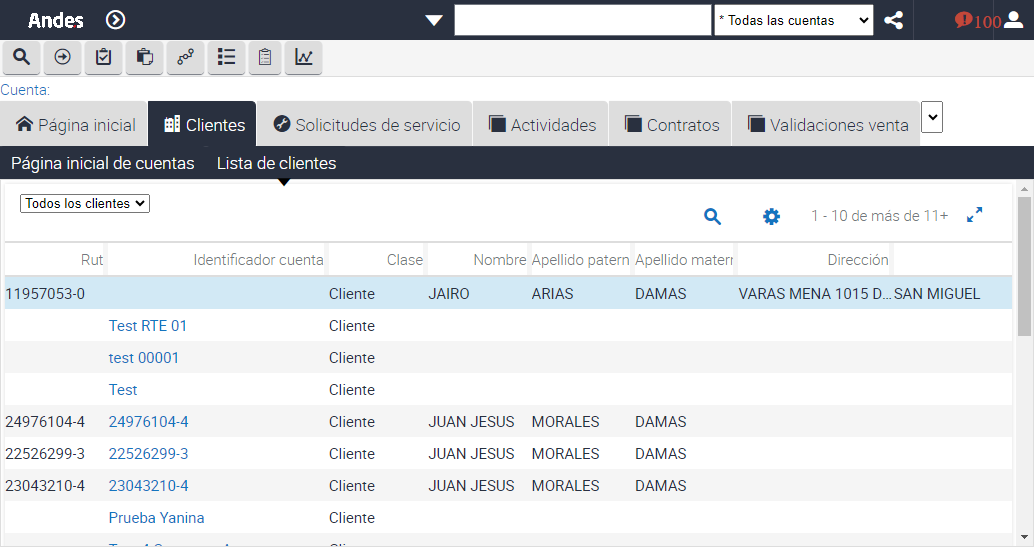 Andes
* Todas las cuentas
100
Cuenta:
Página inicial Clientes Solicitudes de servicio Actividades Contratos Validaciones venta
Página inicial de cuentas Lista de clientes
Todos los clientes
1 - 10 de más de 11+
Rut Identificador cuenta Clase Nombre Apellido patern Apellido matern Dirección
11957053-0 Cliente JAIRO ARIAS DAMAS VARAS MENA 1015 D... SAN MIGUEL
Test RTE 01 Cliente
test 00001 Cliente
Test Cliente
24976104-4 24976104-4 Cliente JUAN JESUS MORALES DAMAS
22526299-3 22526299-3 Cliente JUAN JESUS MORALES DAMAS
23043210-4 23043210-4 Cliente JUAN JESUS MORALES DAMAS
Prueba Yanina Cliente